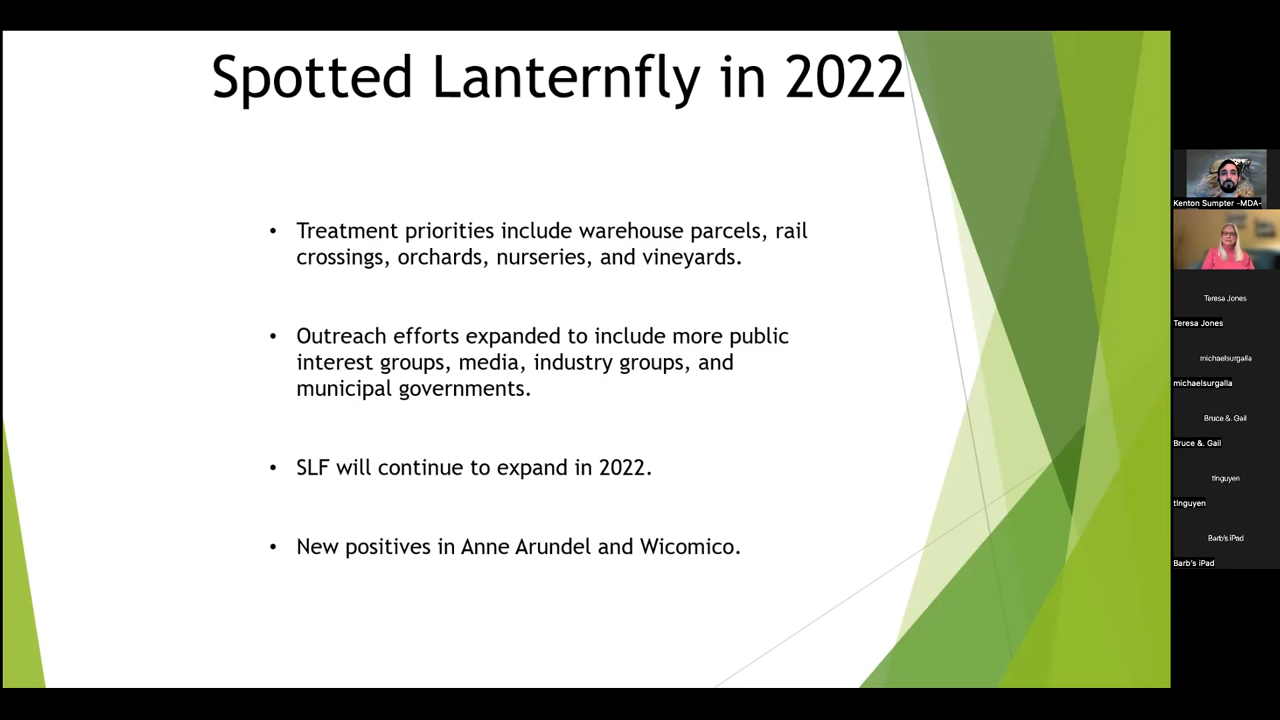 Spotted Lanternfly in 2022
• Treatment priorities include warehouse parcels, rail
crossings, orchards, nurseries, and vineyards.
• Outreach efforts expanded to include more public
interest groups, media, industry groups, and
municipal governments.
• SLF will continue to expand in 2022.
• New positives in Anne Arundel and Wicomico.
Kenton Sumpter -MDA-
Teresa Jones
Teresa Jones
michaelsurgalla
michaelsurgalla
Bruce &. Gail
Bruce &. Gail
tlnguyen
tlnguyen
Barb's iPad
Barb's iPad